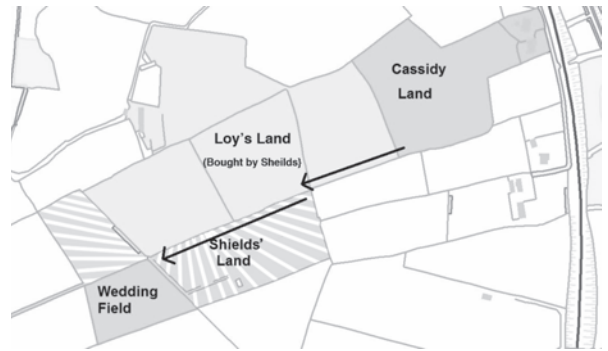 Cassidy
Land
Loy's Land
(Bought by Sheilds)
Shields'
Land
Wedding
Field